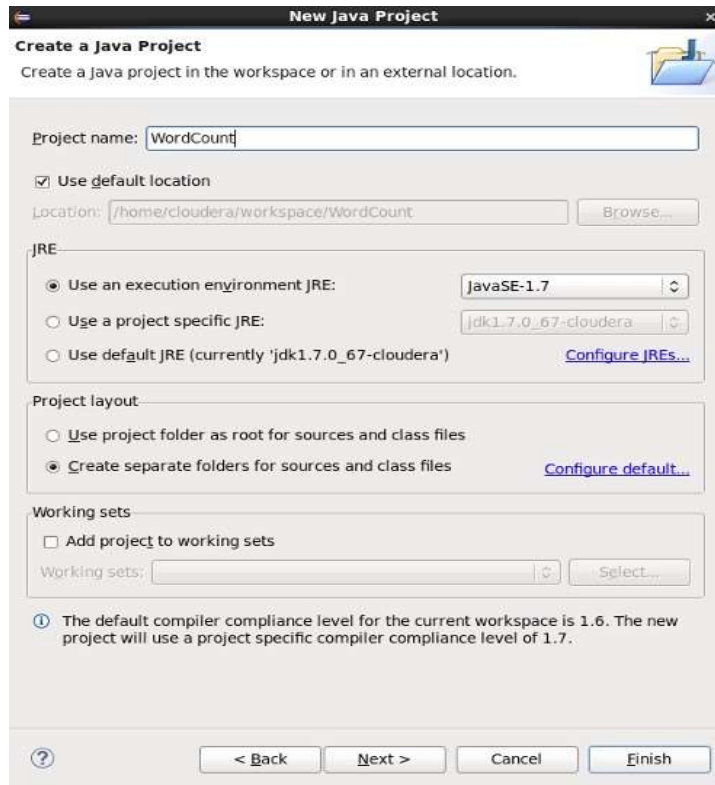 New Java Project
Create a Java Project
Create a Java project in the workspace or in an external location.
Project name: WordCount
Use default location
Location: /home/cloudera/workspace/WordCount Browse...
JRE
Use an execution environment JRE: JavaSE-1.7
Use a project specific JRE: jdk1.7.0_67-cloudera
Use default JRE (currently 'jdk1.7.0_67-cloudera') Configure JREs...
Project layout
Use project folder as root for sources and class files
Create separate folders for sources and class files Configure default...
Working sets
Add project to working sets
Working sets: Select...
The default compiler compliance level for the current workspace is 1.6. The new
project will use a project specific compiler compliance level of 1.7.
? < Back Next > Cancel Finish